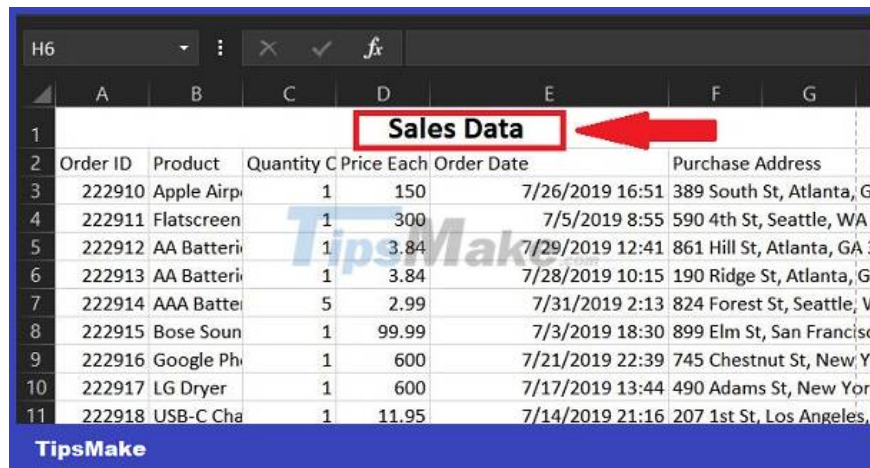 H6 fx
A B C D E F G
1 Sales Data
2 Order ID Product Quantity C Price Each Order Date Purchase Address
3 222910 Apple Airp 1 150 7/26/2019 16:51 389 South St, Atlanta, G
4 222911 Flatscreen 1 300 7/5/2019 8:55 590 4th St, Seattle, WA
5 222912 AA Batteri 1 3.84 7/29/2019 12:41 861 Hill St, Atlanta, GA
6 222913 AA Batteri 1 3.84 7/28/2019 10:15 190 Ridge St, Atlanta, G
7 222914 AAA Batte 5 2.99 7/31/2019 2:13 824 Forest St, Seattle,
8 222915 Bose Soun 1 99.99 7/3/2019 18:30 899 Elm St, San Francisc
9 222916 Google Ph 1 600 7/21/2019 22:39 745 Chestnut St, New Y
10 222917 LG Dryer 1 600 7/17/2019 13:44 490 Adams St, New Yor
11 222918 USB-C Cha 1 11.95 7/14/2019 21:16 207 1st St, Los Angeles,
TipsMake.com
TipsMake